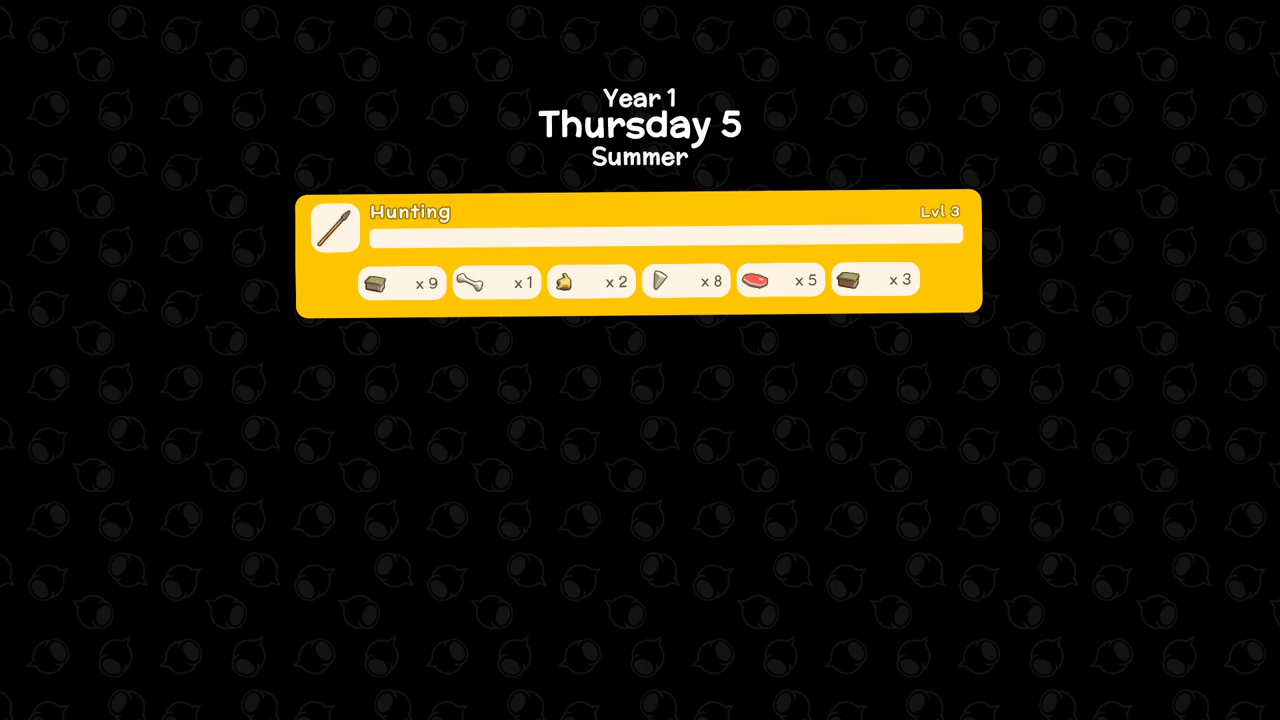 Year 1
Thursday 5
Summer
Hunting Lvl 3
x 9 x 1 x 2 x 8 x 5 x 3